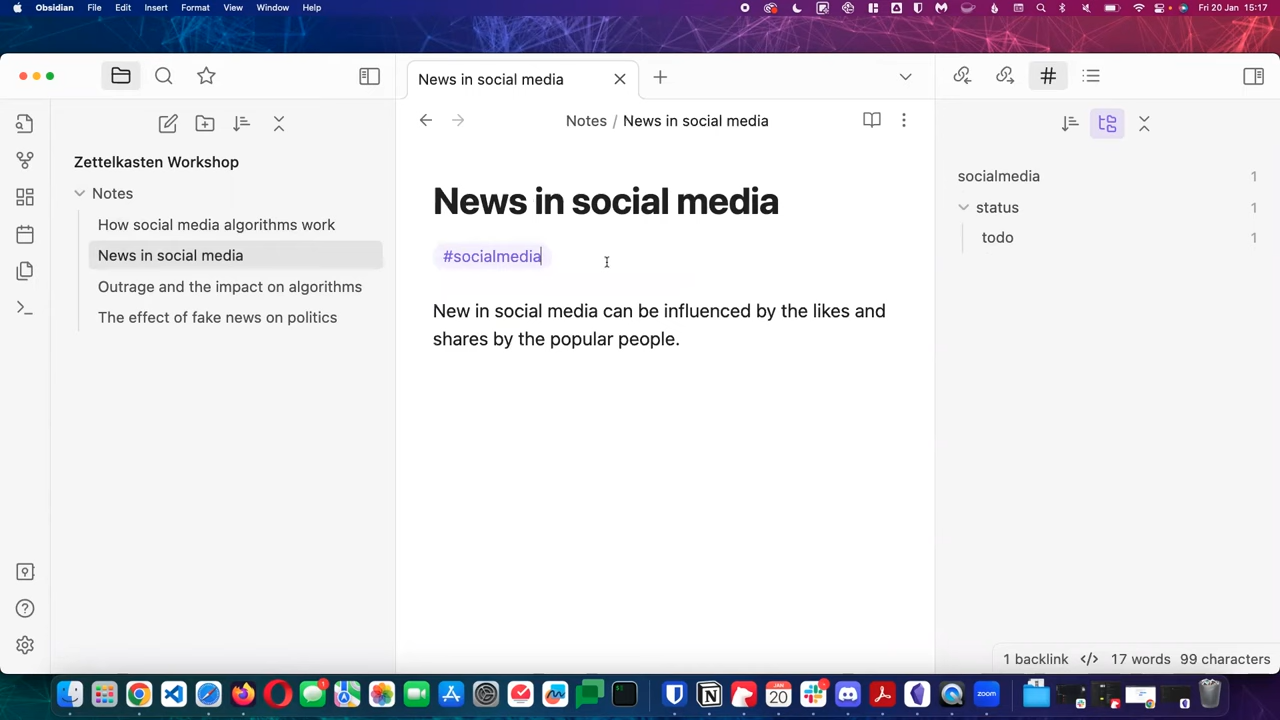 Obsidian File Edit Insert Format View Window Help Fri 20 Jan 15:17
News in social media
Notes / News in social media
Zettelkasten Workshop
Notes
How social media algorithms work
News in social media
Outrage and the impact on algorithms
The effect of fake news on politics
News in social media
#socialmedia
New in social media can be influenced by the likes and
shares by the popular people.
socialmedia 1
status 1
todo 1
1 backlink </> 17 words 99 characters
JAN
20
zoom